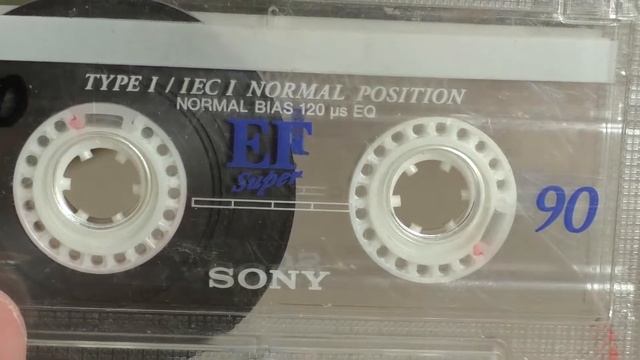 TYPE I / IEC I NORMAL POSITION
NORMAL BIAS 120 µs EQ
EF
Super
90
SONY